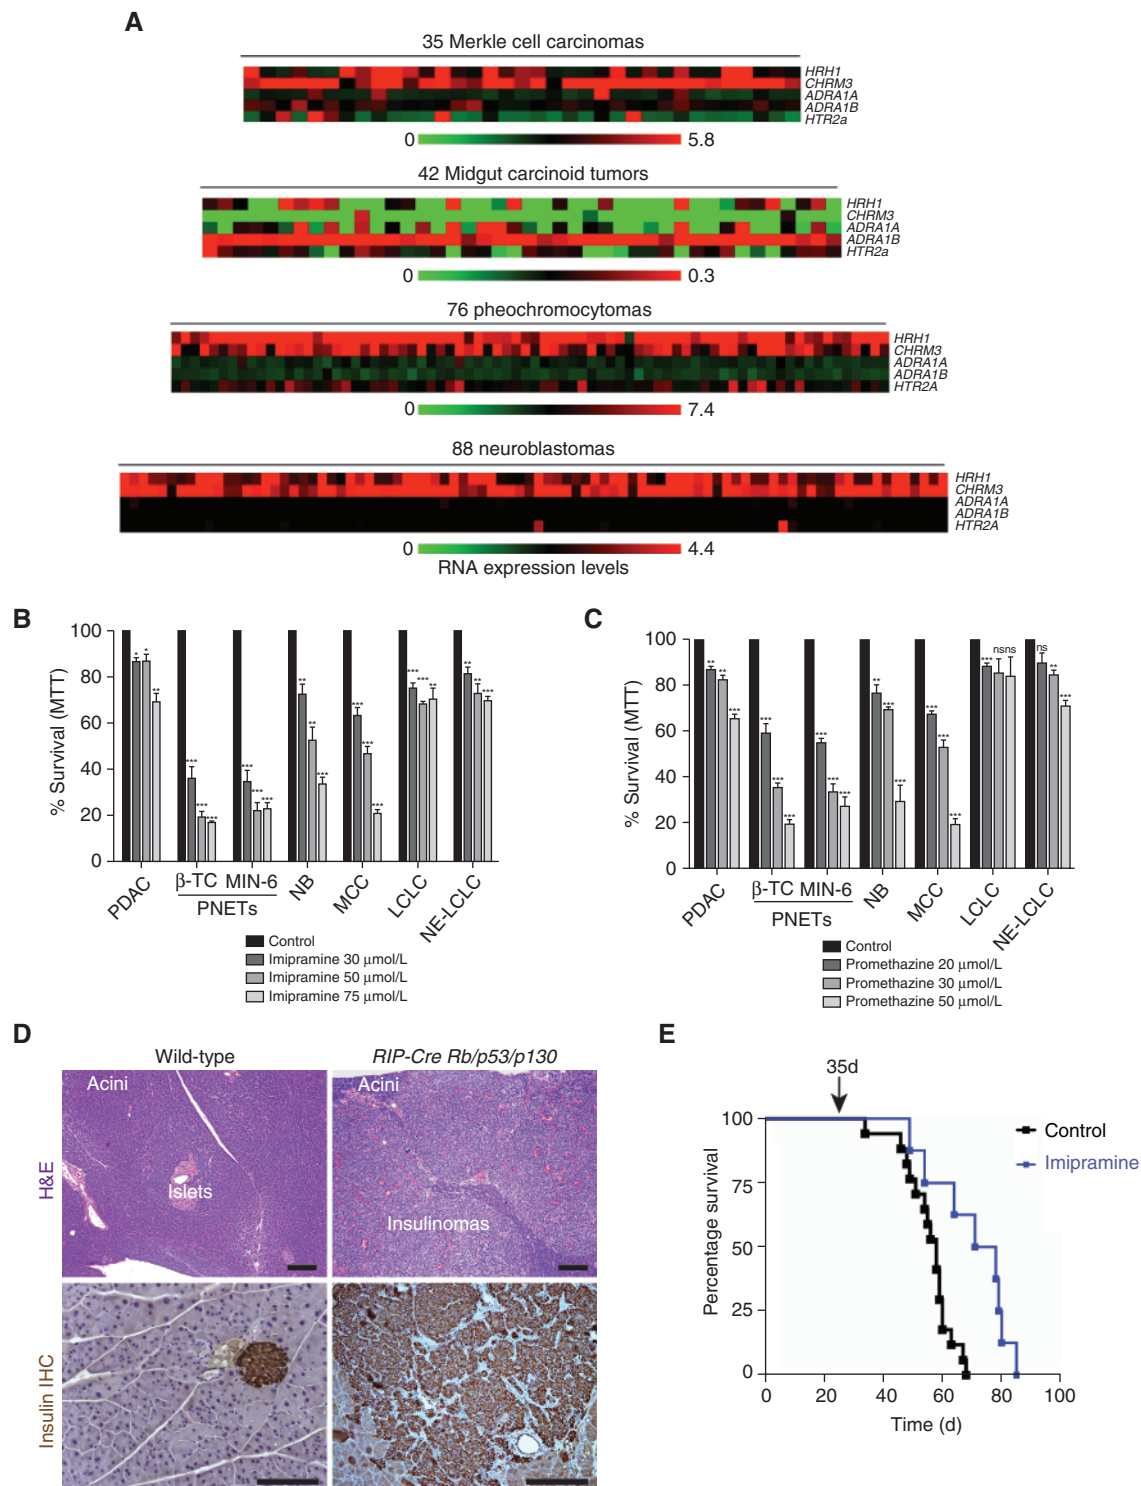 A
35 Merkle cell carcinomas
HRH1
CHRM3
ADRA1A
ADRA1B
HTR2a
0 5.8
42 Midgut carcinoid tumors
HRH1
CHRM3
ADRA1A
ADRA1B
HTR2a
0 0.3
76 pheochromocytomas
HRH1
CHRM3
ADRA1A
ADRA1B
HTR2A
0 7.4
88 neuroblastomas
HRH1
CHRM3
ADRA1A
ADRA1B
HTR2A
0 4.4
RNA expression levels
B
% Survival (MTT)
100
80
60
40
20
0
* * **
*** *** ***
*** *** ***
** ** ***
*** *** ***
*** *** **
** ** ***
PDAC
β-TC MIN-6
PNETs
NB
MCC
LCLC
NE-LCLC
Control
Imipramine 30 μmol/L
Imipramine 50 μmol/L
Imipramine 75 μmol/L
C
% Survival (MTT)
100
80
60
40
20
0
** ** ***
*** *** ***
*** *** ***
** *** ***
*** *** ***
*** ns ns
ns ** ***
PDAC
β-TC MIN-6
PNETs
NB
MCC
LCLC
NE-LCLC
Control
Promethazine 20 μmol/L
Promethazine 30 μmol/L
Promethazine 50 μmol/L
D
Wild-type
RIP-Cre Rb/p53/p130
H&E
Acini
Islets
Acini
Insulinomas
Insulin IHC
E
35d
Percentage survival
100
75
50
25
0
0 20 40 60 80 100
Time (d)
Control
Imipramine